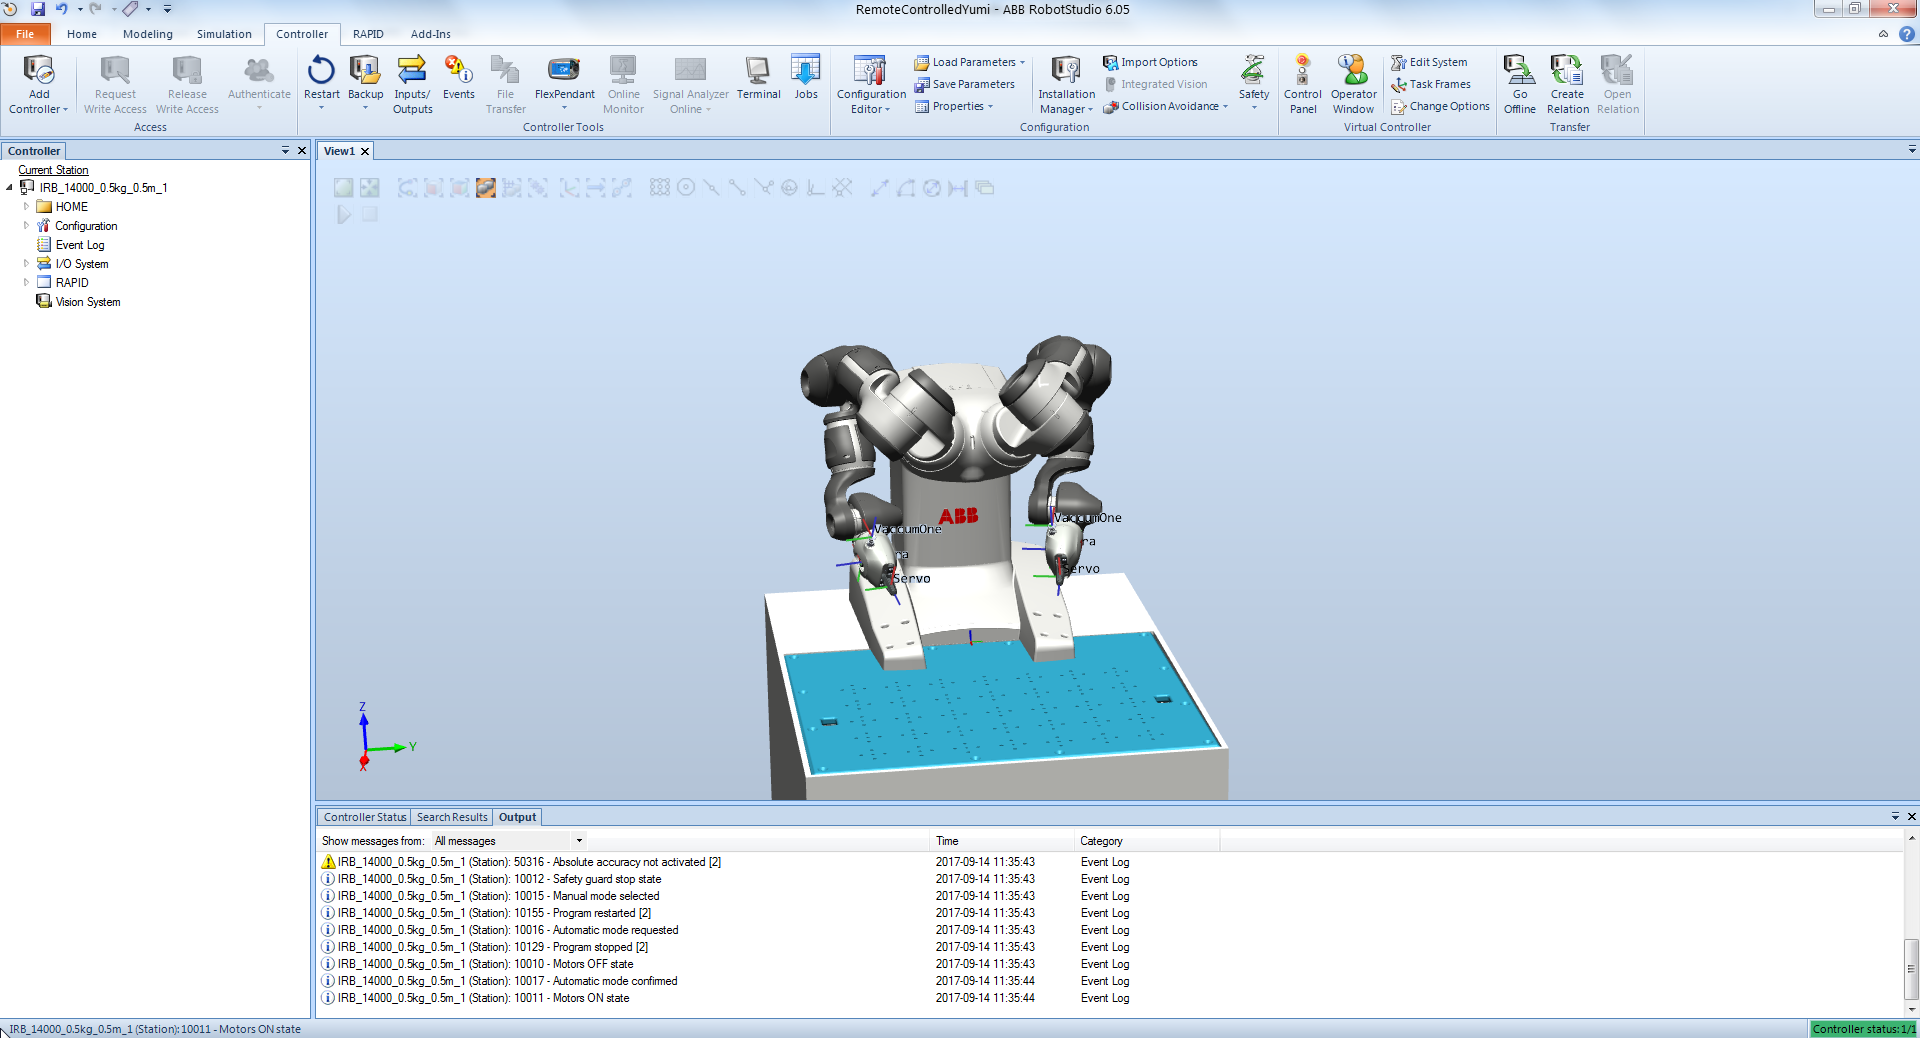 RemoteControlledYumi - ABB RobotStudio 6.05
File Home Modeling Simulation Controller RAPID Add-Ins
Add Controller
Request Write Access
Release Write Access
Authenticate
Access
Restart
Backup
Inputs/ Outputs
Events
File Transfer
FlexPendant
Online Monitor
Signal Analyzer Online
Terminal
Jobs
Controller Tools
Configuration Editor
Load Parameters
Save Parameters
Properties
Installation Manager
Import Options
Integrated Vision
Collision Avoidance
Safety
Configuration
Control Panel
Operator Window
Edit System
Task Frames
Change Options
Virtual Controller
Go Offline
Create Relation
Open Relation
Transfer
Controller
Current Station
IRB_14000_0.5kg_0.5m_1
HOME
Configuration
Event Log
I/O System
RAPID
Vision System
View1
ABB
VaccumOne
VaccumOne
ra
ra
Servo
Servo
Z
Y
X
Controller Status Search Results Output
Show messages from: All messages Time Category
IRB_14000_0.5kg_0.5m_1 (Station): 50316 - Absolute accuracy not activated [2] 2017-09-14 11:35:43 Event Log
IRB_14000_0.5kg_0.5m_1 (Station): 10012 - Safety guard stop state 2017-09-14 11:35:43 Event Log
IRB_14000_0.5kg_0.5m_1 (Station): 10015 - Manual mode selected 2017-09-14 11:35:43 Event Log
IRB_14000_0.5kg_0.5m_1 (Station): 10155 - Program restarted [2] 2017-09-14 11:35:43 Event Log
IRB_14000_0.5kg_0.5m_1 (Station): 10016 - Automatic mode requested 2017-09-14 11:35:43 Event Log
IRB_14000_0.5kg_0.5m_1 (Station): 10129 - Program stopped [2] 2017-09-14 11:35:43 Event Log
IRB_14000_0.5kg_0.5m_1 (Station): 10010 - Motors OFF state 2017-09-14 11:35:43 Event Log
IRB_14000_0.5kg_0.5m_1 (Station): 10017 - Automatic mode confirmed 2017-09-14 11:35:44 Event Log
IRB_14000_0.5kg_0.5m_1 (Station): 10011 - Motors ON state 2017-09-14 11:35:44 Event Log
IRB_14000_0.5kg_0.5m_1 (Station): 10011 - Motors ON state Controller status: 1/1